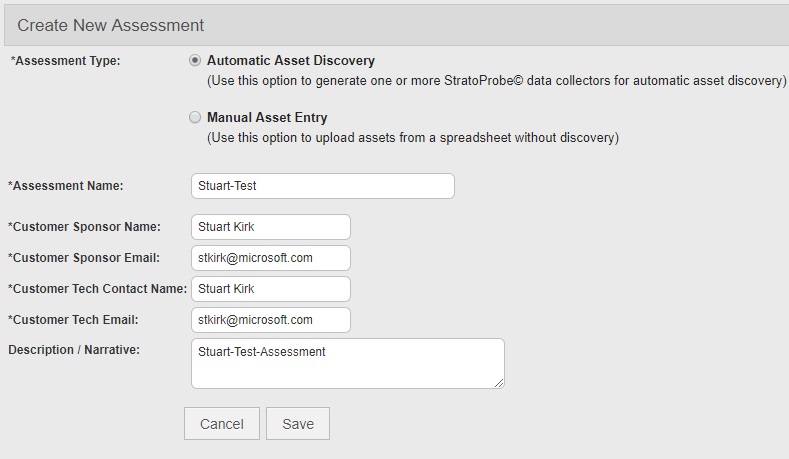 Create New Assessment
*Assessment Type:
Automatic Asset Discovery
(Use this option to generate one or more StratoProbe© data collectors for automatic asset discovery)
Manual Asset Entry
(Use this option to upload assets from a spreadsheet without discovery)
*Assessment Name: Stuart-Test
*Customer Sponsor Name: Stuart Kirk
*Customer Sponsor Email: stkirk@microsoft.com
*Customer Tech Contact Name: Stuart Kirk
*Customer Tech Email: stkirk@microsoft.com
Description / Narrative: Stuart-Test-Assessment
Cancel Save